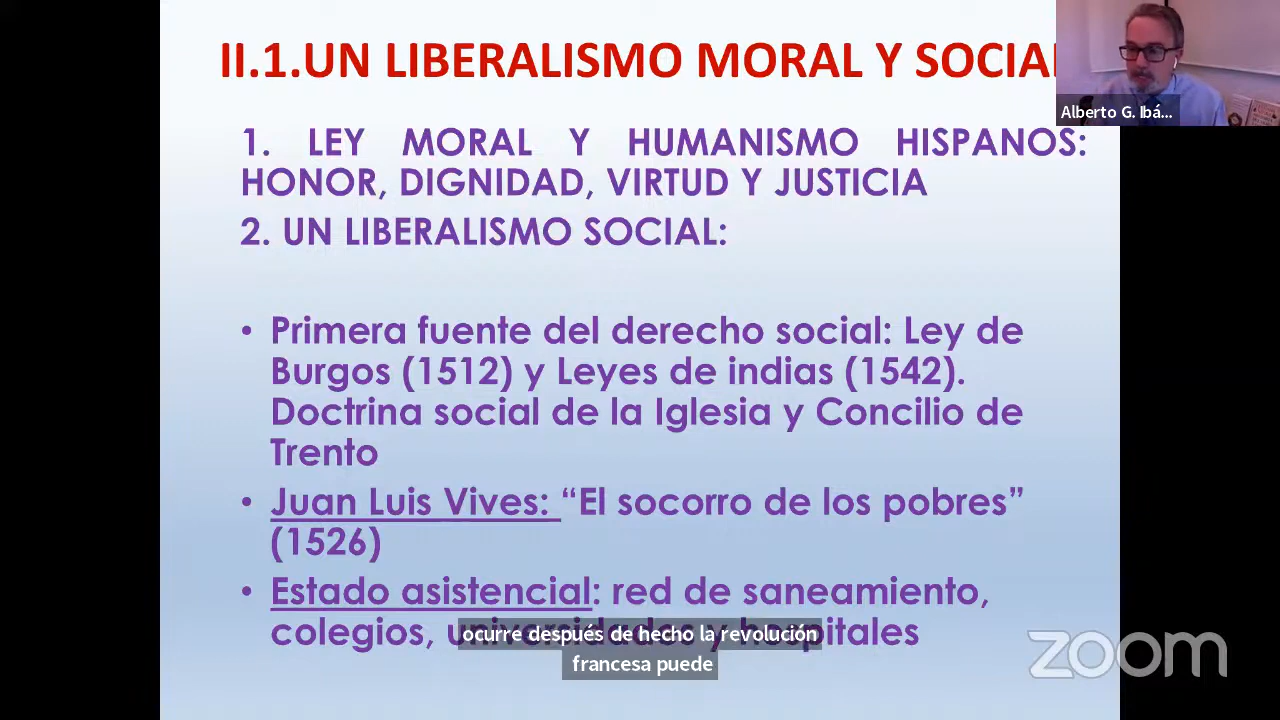 II.1.UN LIBERALISMO MORAL Y SOCIAL
Alberto G. Ibá...
1. LEY MORAL Y HUMANISMO HISPANOS:
HONOR, DIGNIDAD, VIRTUD Y JUSTICIA
2. UN LIBERALISMO SOCIAL:
• Primera fuente del derecho social: Ley de
Burgos (1512) y Leyes de indias (1542).
Doctrina social de la Iglesia y Concilio de
Trento
• Juan Luis Vives: “El socorro de los pobres”
(1526)
• Estado asistencial: red de saneamiento,
colegios, universidades y hospitales
ocurre después de hecho la revolución
francesa puede
zoom